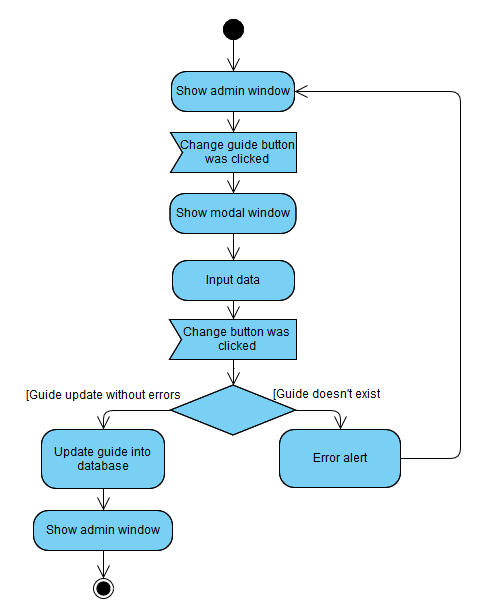 Show admin window
Change guide button
was clicked
Show modal window
Input data
Change button was
clicked
[Guide update without errors
[Guide doesn't exist
Update guide into
database
Error alert
Show admin window